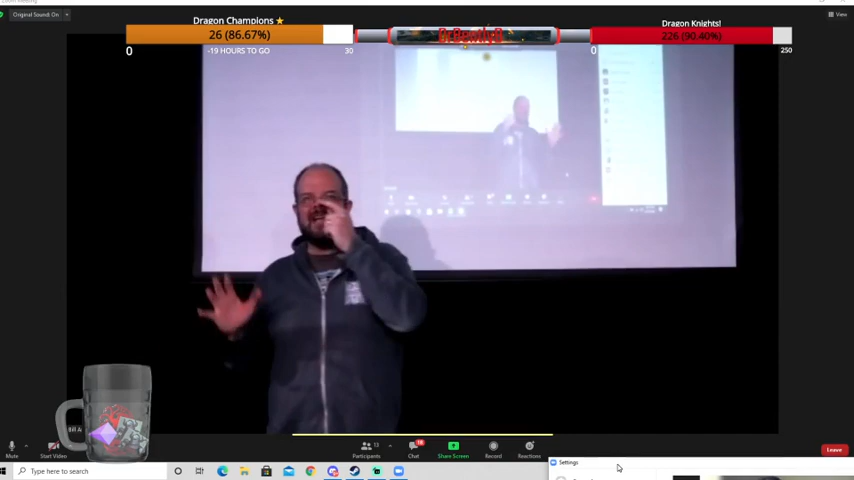 Original Sound: On
View
Dragon Champions
Dragon Knights!
26 (86.67%)
226 (90.40%)
0
-19 HOURS TO GO
30
0
250
Mute
Start Video
Participants
13
Chat
Share Screen
Record
Reactions
Leave
Settings
Type here to search